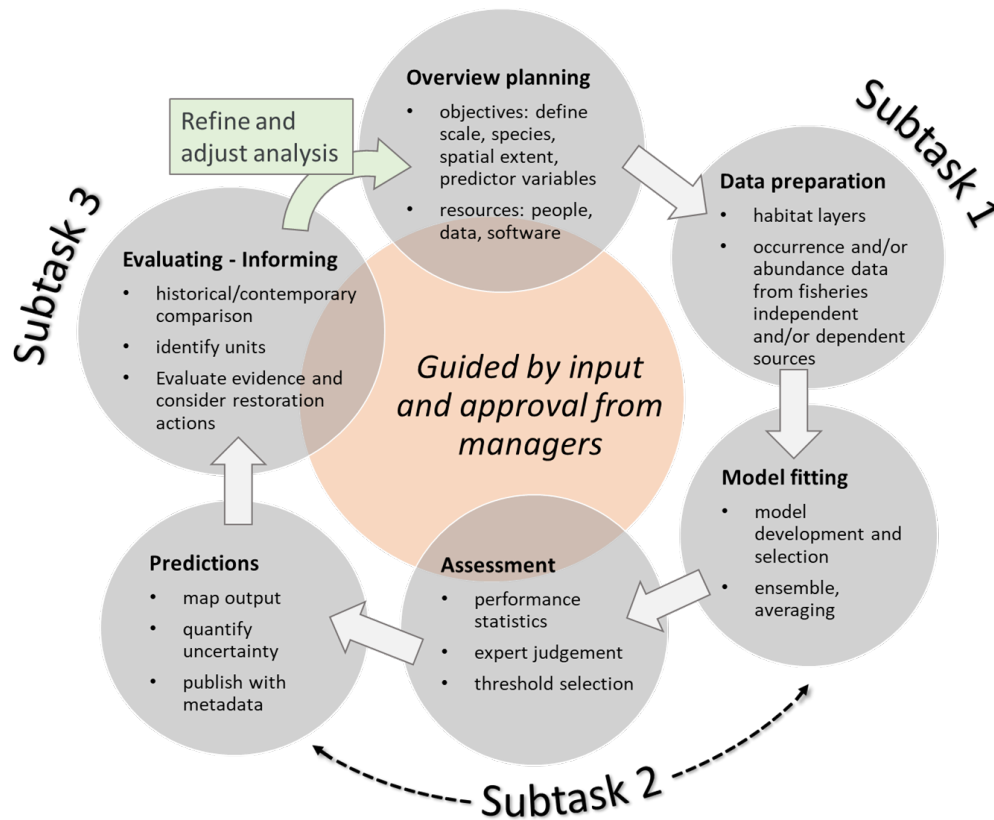 Overview planning
• objectives: define
scale, species,
spatial extent,
predictor variables
• resources: people,
data, software
Subtask 1
Data preparation
• habitat layers
• occurrence and/or
abundance data
from fisheries
independent
and/or dependent
sources
Model fitting
• model
development and
selection
• ensemble,
averaging
Subtask 2
Assessment
• performance
statistics
• expert judgement
• threshold selection
Predictions
• map output
• quantify
uncertainty
• publish with
metadata
Subtask 3
Evaluating - Informing
• historical/contemporary
comparison
• identify units
• Evaluate evidence and
consider restoration
actions
Refine and
adjust analysis
Guided by input
and approval from
managers